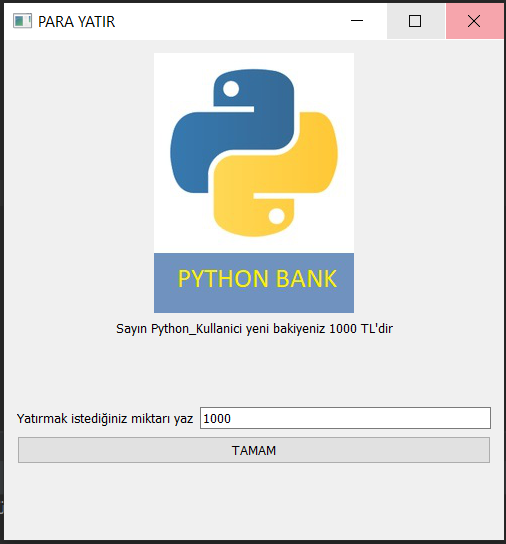 PARA YATIR
PYTHON BANK
Sayın Python_Kullanici yeni bakiyeniz 1000 TL'dir
Yatırmak istediğiniz miktarı yaz 1000
TAMAM